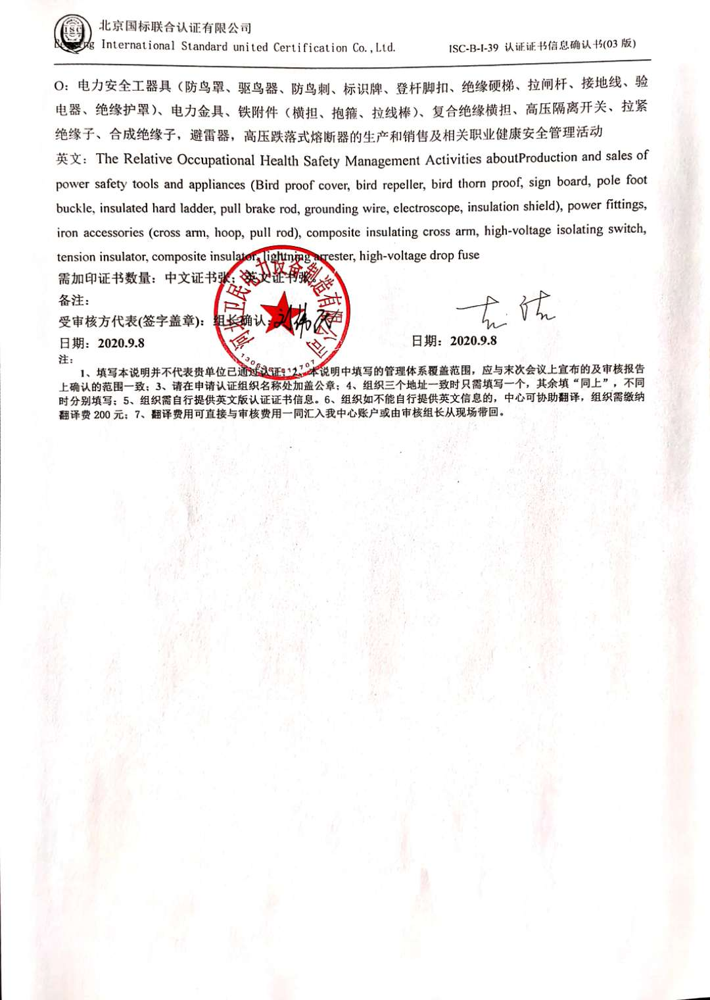 北京国标联合认证有限公司
ISC
International Standard united Certification Co.,Ltd.
ISC-B-I-39 认证证书信息确认书(03 版)
O：电力安全工器具（防鸟罩、驱鸟器、防鸟刺、标识牌、登杆脚扣、绝缘硬梯、拉闸杆、接地线、验
电器、绝缘护罩）、电力金具、铁附件（横担、抱箍、拉线棒）、复合绝缘横担、高压隔离开关、拉紧
绝缘子、合成绝缘子，避雷器，高压跌落式熔断器的生产和销售及相关职业健康安全管理活动
英文：The Relative Occupational Health Safety Management Activities aboutProduction and sales of
power safety tools and appliances (Bird proof cover, bird repeller, bird thorn proof, sign board, pole foot
buckle, insulated hard ladder, pull brake rod, grounding wire, electroscope, insulation shield), power fittings,
iron accessories (cross arm, hoop, pull rod), composite insulating cross arm, high-voltage isolating switch,
tension insulator, composite insulator, lightning arrester, high-voltage drop fuse
需加印证书数量：中文证书张；英文证书张。
河北卫民电力设备制造有限公司
备注：
受审核方代表(签字盖章)：组长确认：
日期：2020.9.8
日期：2020.9.8
注：
1、填写本说明并不代表贵单位已通过认证；2、本说明中填写的管理体系覆盖范围，应与末次会议上宣布的及审核报告
上确认的范围一致；3、请在申请认证组织名称处加盖公章；4、组织三个地址一致时只需填写一个，其余填“同上”，不同
时分别填写；5、组织需自行提供英文版认证证书信息。6、组织如不能自行提供英文信息的，中心可协助翻译，组织需缴纳
翻译费 200 元；7、翻译费用可直接与审核费用一同汇入我中心账户或由审核组长从现场带回。